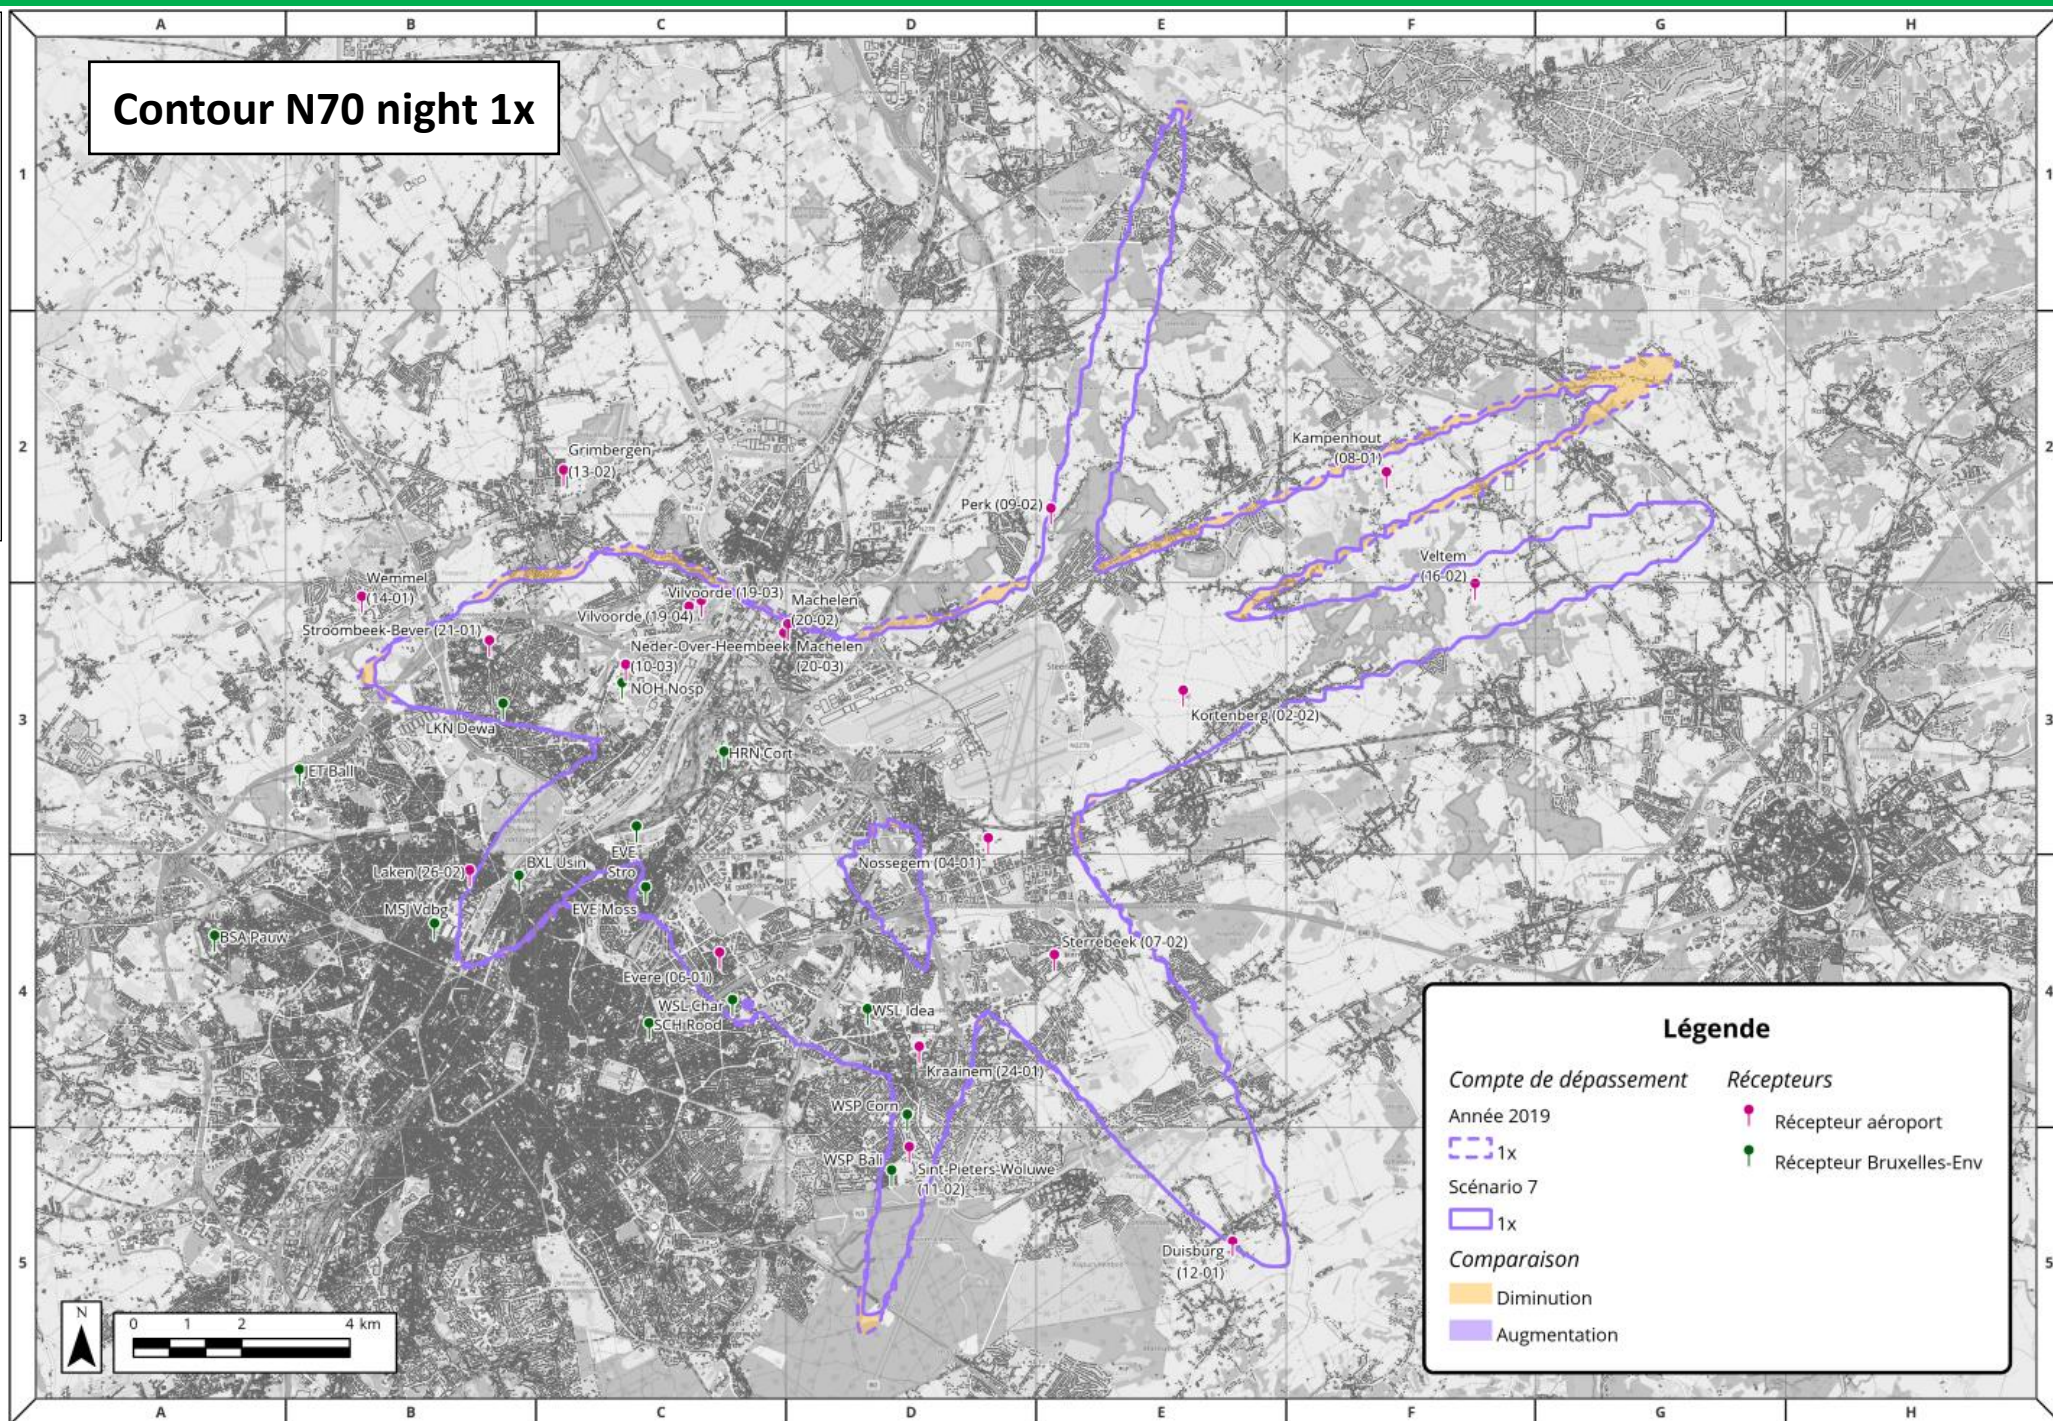 A B C D E F G H
Contour N70 night 1x
1 1
2 2
Grimbergen
(13-02)
Kampenhout
(08-01)
Perk (09-02)
Veltem
(16-02)
Wemmel
(14-01)
Vilvoorde (19-03)
Vilvoorde (19-04)
Machelen
(20-02)
Stroombeek-Bever (21-01)
Neder-Over-Heembeek
(10-03)
Machelen
(20-03)
NOH Nosp
3 3
Kortenberg (02-02)
LKN Dewa
HRN Cort
JET Ball
EVE
Stro
BXL Usin
Nossegem (04-01)
Laken (26-02)
EVE Moss
MSJ Vdbg
BSA Pauw
Sterrebeek (07-02)
Evere (06-01)
4 4
WSL Char
WSL Idea
SCH Rood
Kraainem (24-01)
WSP Corn
WSP Bali
Sint-Pieters-Woluwe
(11-02)
Duisburg
(12-01)
5 5
Légende
Compte de dépassement
Année 2019
1x
Scénario 7
1x
Comparaison
Diminution
Augmentation
Récepteurs
Récepteur aéroport
Récepteur Bruxelles-Env
N
0 1 2 4 km
A B C D E F G H